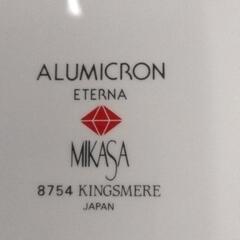 ALUMICRON
ETERNA
MIKASA
8754 KINGSMERE
JAPAN